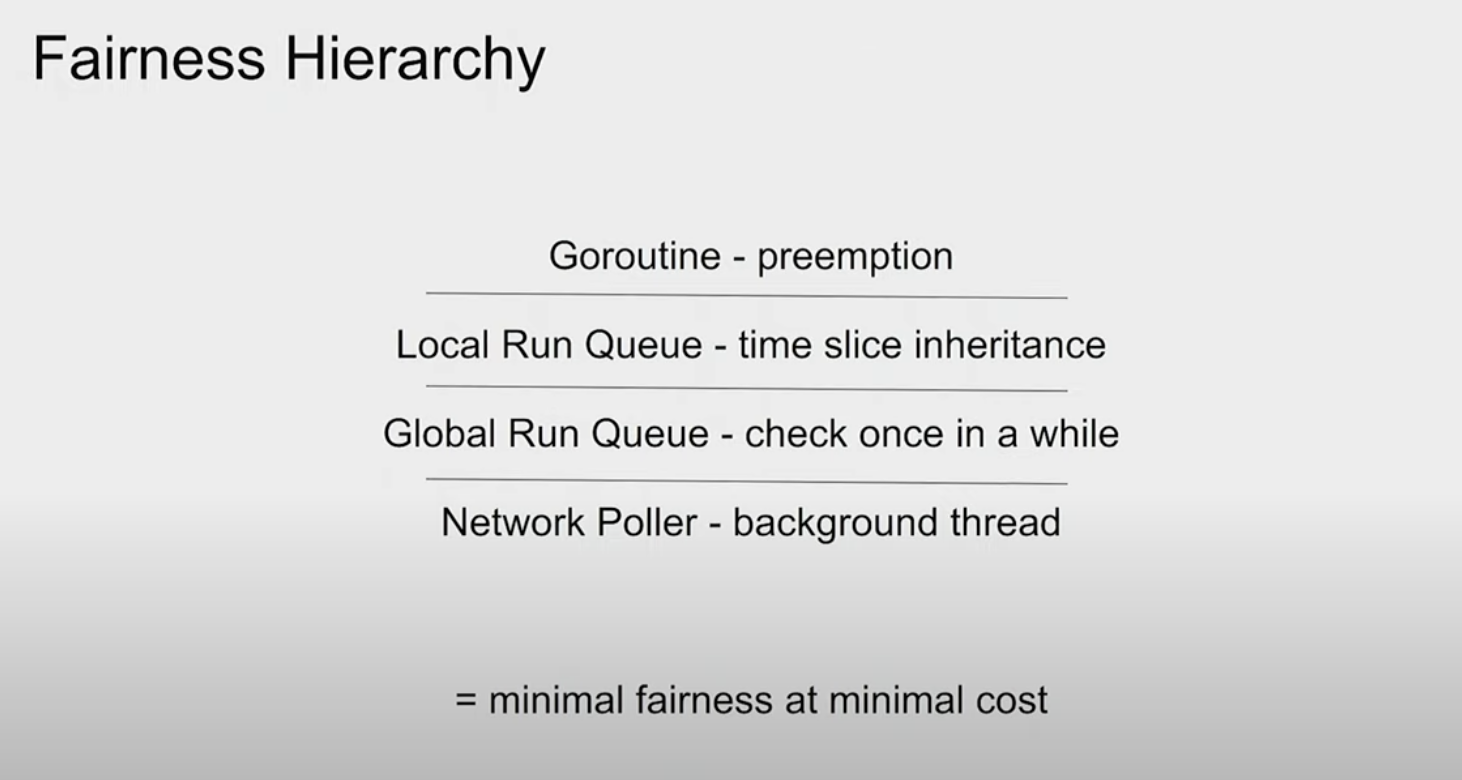 Fairness Hierarchy
Goroutine - preemption
Local Run Queue - time slice inheritance
Global Run Queue - check once in a while
Network Poller - background thread
= minimal fairness at minimal cost